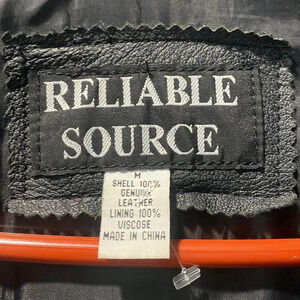 RELIABLE
SOURCE
M
SHELL 100%
GENUINE
LEATHER
LINING 100%
VISCOSE
MADE IN CHINA